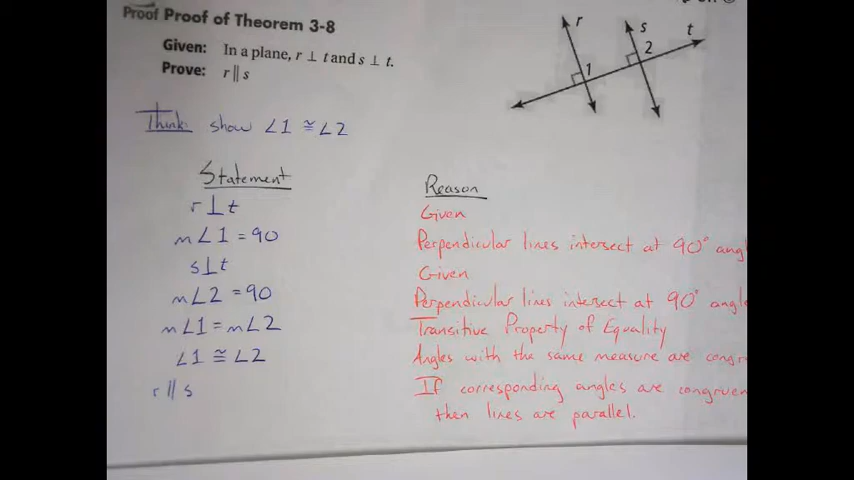 Proof Proof of Theorem 3-8
Given: In a plane, r ⊥ t and s ⊥ t.
Prove: r || s
r
s
t
1
2
Think: show ∠1 ≅ ∠2
Statement
Reason
r ⊥ t
Given
m∠1 = 90
Perpendicular lines intersect at 90° ang
s ⊥ t
Given
m∠2 = 90
Perpendicular lines intersect at 90° angle
m∠1 = m∠2
Transitive Property of Equality
∠1 ≅ ∠2
Angles with the same measure are congr
r || s
If corresponding angles are congruen
then lines are parallel.